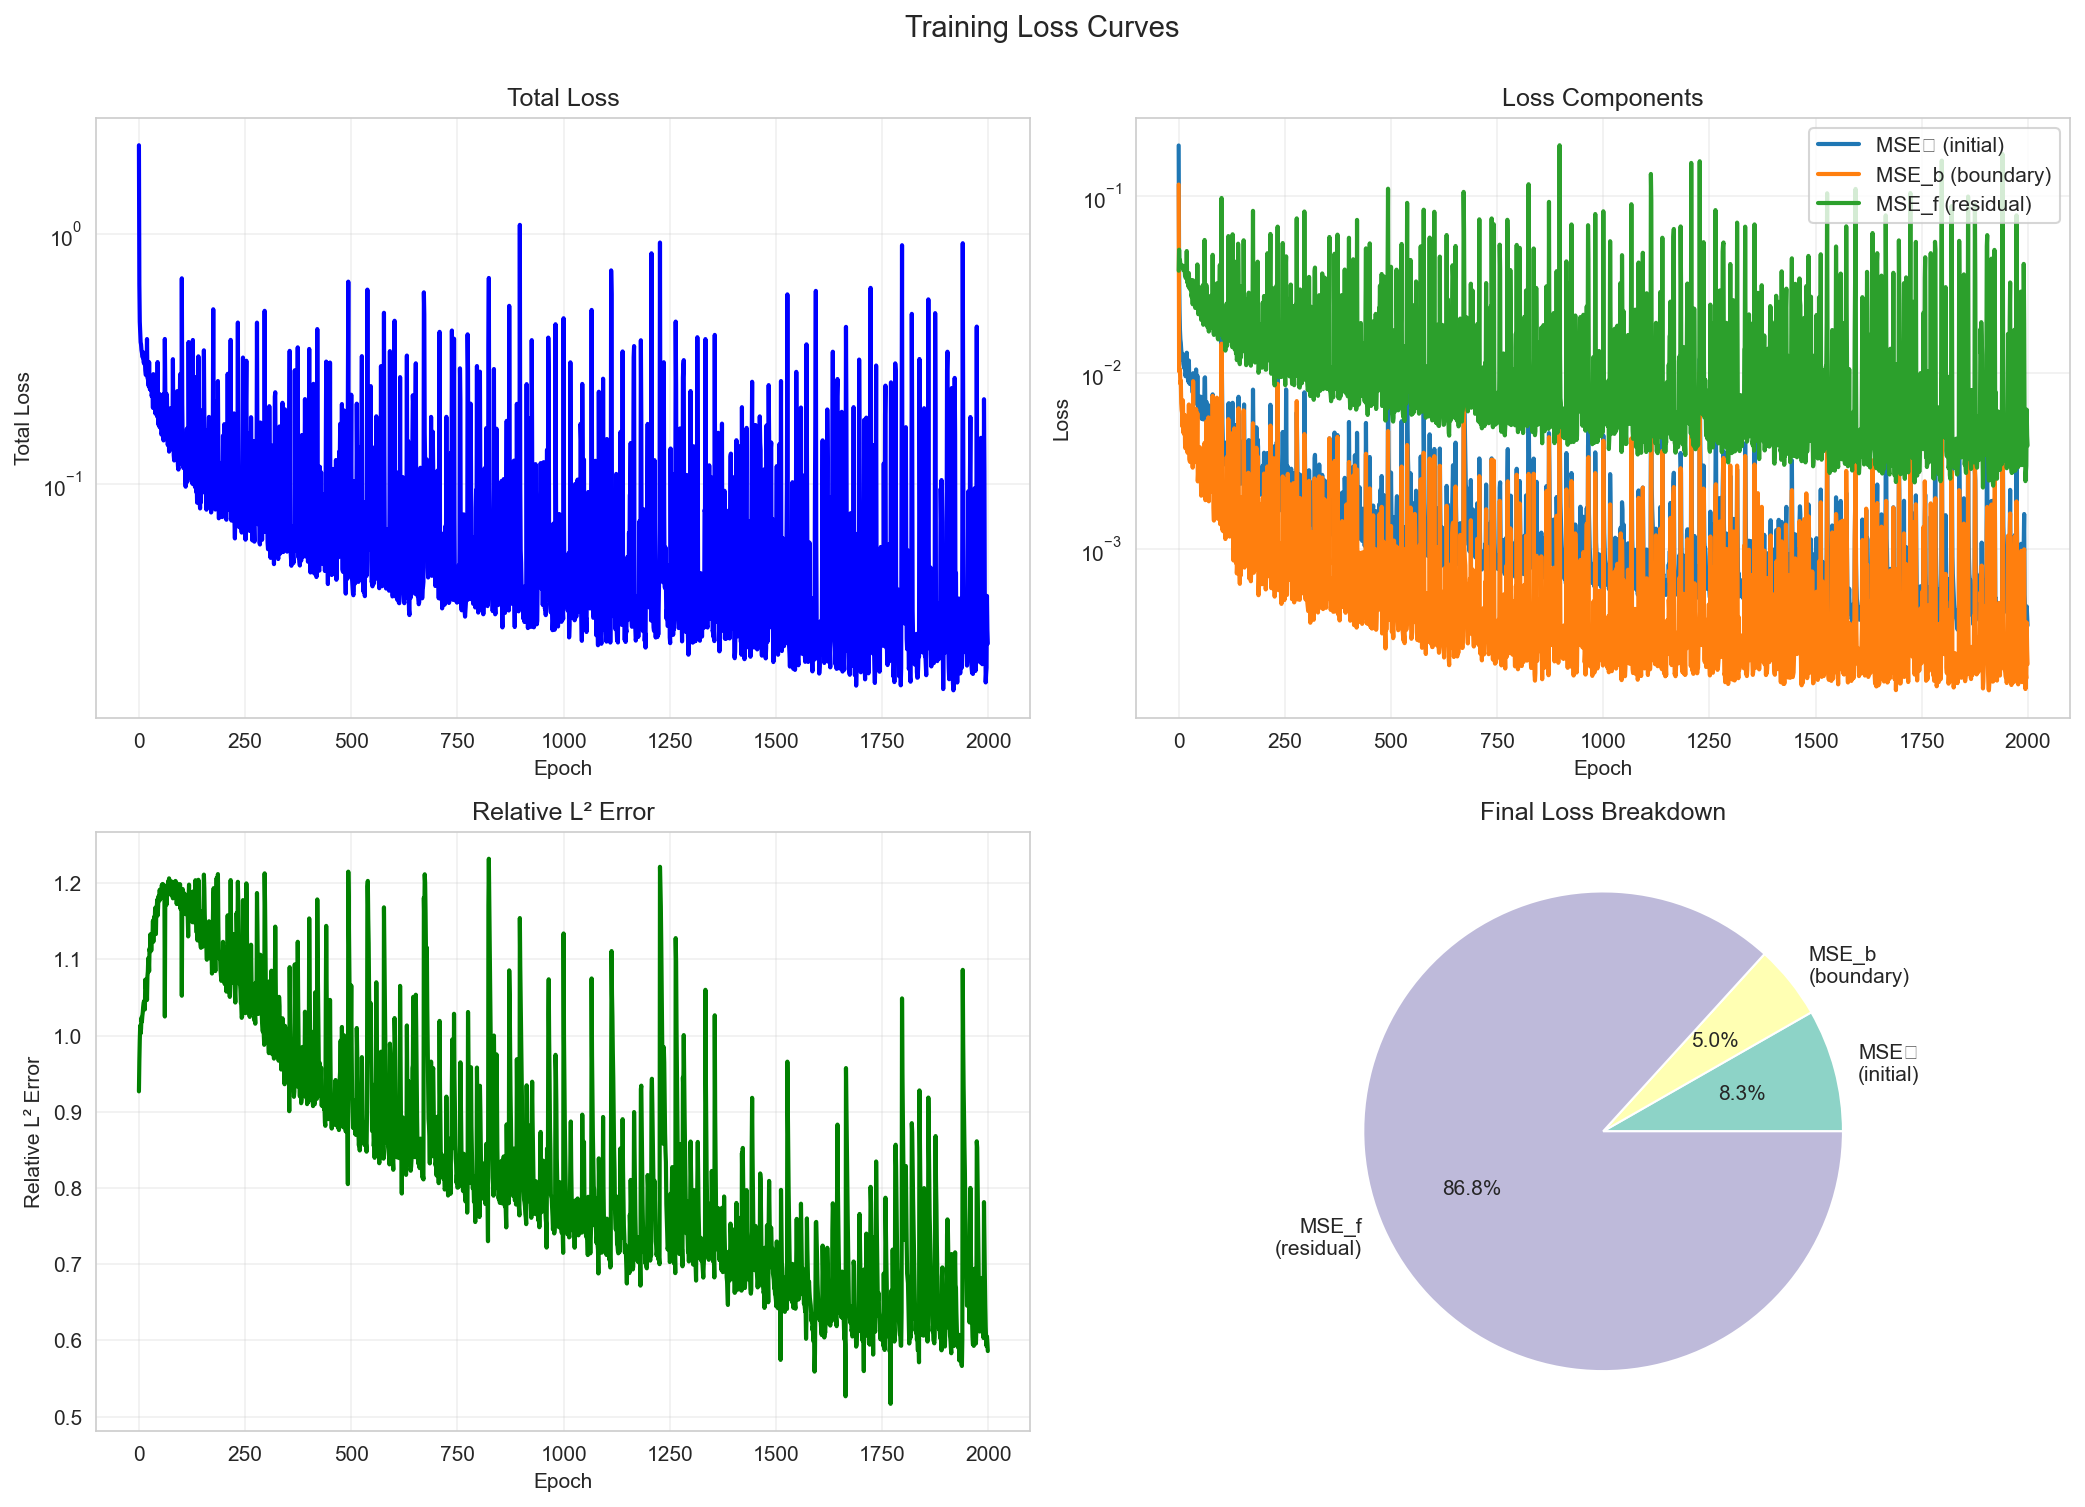 Training Loss Curves
Total Loss
Total Loss
10⁰
10⁻¹
0 250 500 750 1000 1250 1500 1750 2000
Epoch
Loss Components
Loss
10⁻¹
10⁻²
10⁻³
MSE□ (initial)
MSE_b (boundary)
MSE_f (residual)
0 250 500 750 1000 1250 1500 1750 2000
Epoch
Relative L² Error
Relative L² Error
1.2
1.1
1.0
0.9
0.8
0.7
0.6
0.5
0 250 500 750 1000 1250 1500 1750 2000
Epoch
Final Loss Breakdown
MSE_b
(boundary)
5.0%
MSE□
(initial)
8.3%
86.8%
MSE_f
(residual)